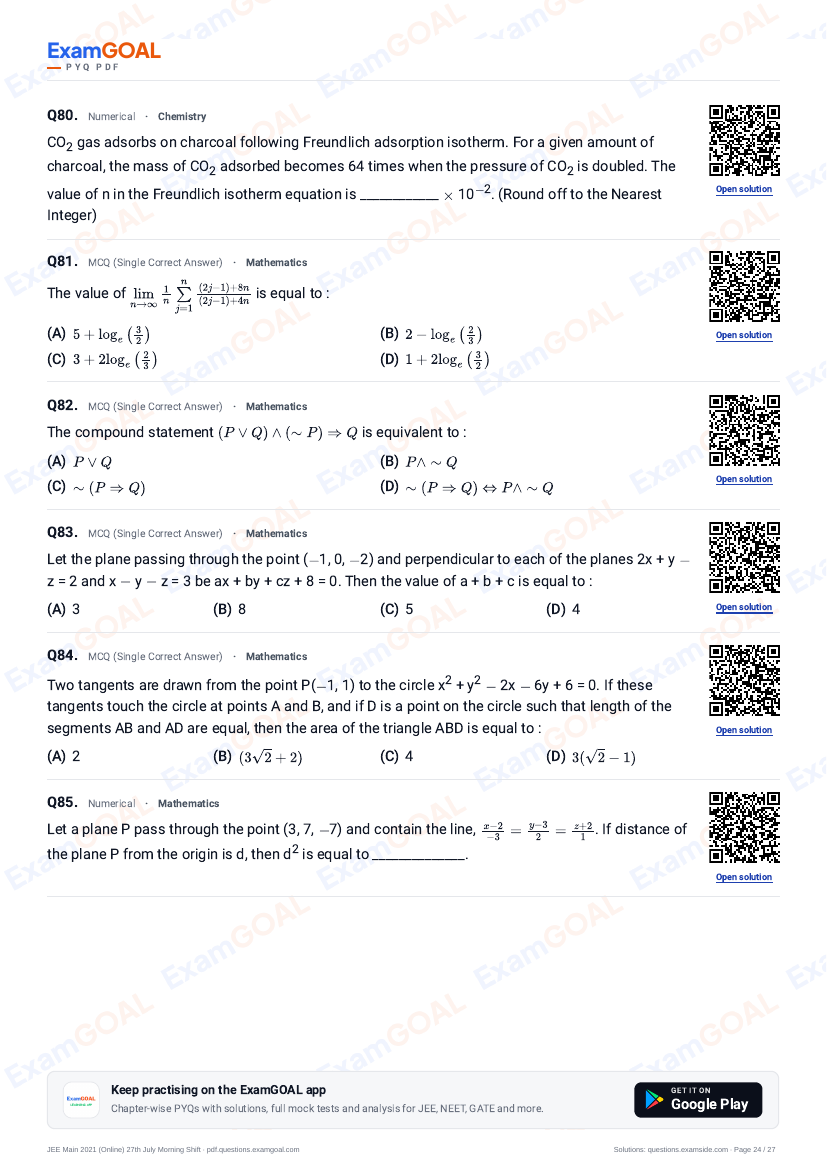 ExamGOAL
PYQ PDF
Q80. Numerical · Chemistry
CO₂ gas adsorbs on charcoal following Freundlich adsorption isotherm. For a given amount of
charcoal, the mass of CO₂ adsorbed becomes 64 times when the pressure of CO₂ is doubled. The
value of n in the Freundlich isotherm equation is ____________ × 10⁻². (Round off to the Nearest
Integer)
Open solution
Q81. MCQ (Single Correct Answer) · Mathematics
The value of \lim_{n→∞} \frac{1}{n} \sum_{j=1}^{n} \frac{(2j−1)+8n}{(2j−1)+4n} is equal to :
(A) 5 + logₑ (3/2) (B) 2 − logₑ (2/3)
(C) 3 + 2logₑ (2/3) (D) 1 + 2logₑ (3/2)
Open solution
Q82. MCQ (Single Correct Answer) · Mathematics
The compound statement (P ∨ Q) ∧ (∼ P) ⇒ Q is equivalent to :
(A) P ∨ Q (B) P∧ ∼ Q
(C) ∼ (P ⇒ Q) (D) ∼ (P ⇒ Q) ⇔ P∧ ∼ Q
Open solution
Q83. MCQ (Single Correct Answer) · Mathematics
Let the plane passing through the point (−1, 0, −2) and perpendicular to each of the planes 2x + y −
z = 2 and x − y − z = 3 be ax + by + cz + 8 = 0. Then the value of a + b + c is equal to :
(A) 3 (B) 8 (C) 5 (D) 4
Open solution
Q84. MCQ (Single Correct Answer) · Mathematics
Two tangents are drawn from the point P(−1, 1) to the circle x² + y² − 2x − 6y + 6 = 0. If these
tangents touch the circle at points A and B, and if D is a point on the circle such that length of the
segments AB and AD are equal, then the area of the triangle ABD is equal to :
(A) 2 (B) (3√2 + 2) (C) 4 (D) 3(√2 − 1)
Open solution
Q85. Numerical · Mathematics
Let a plane P pass through the point (3, 7, −7) and contain the line, \frac{x−2}{−3} = \frac{y−3}{2} = \frac{z+2}{1}. If distance of
the plane P from the origin is d, then d² is equal to ______________.
Open solution
Keep practising on the ExamGOAL app
Chapter-wise PYQs with solutions, full mock tests and analysis for JEE, NEET, GATE and more.
GET IT ON
Google Play
JEE Main 2021 (Online) 27th July Morning Shift · pdf.questions.examgoal.com
Solutions: questions.examside.com · Page 24 / 27